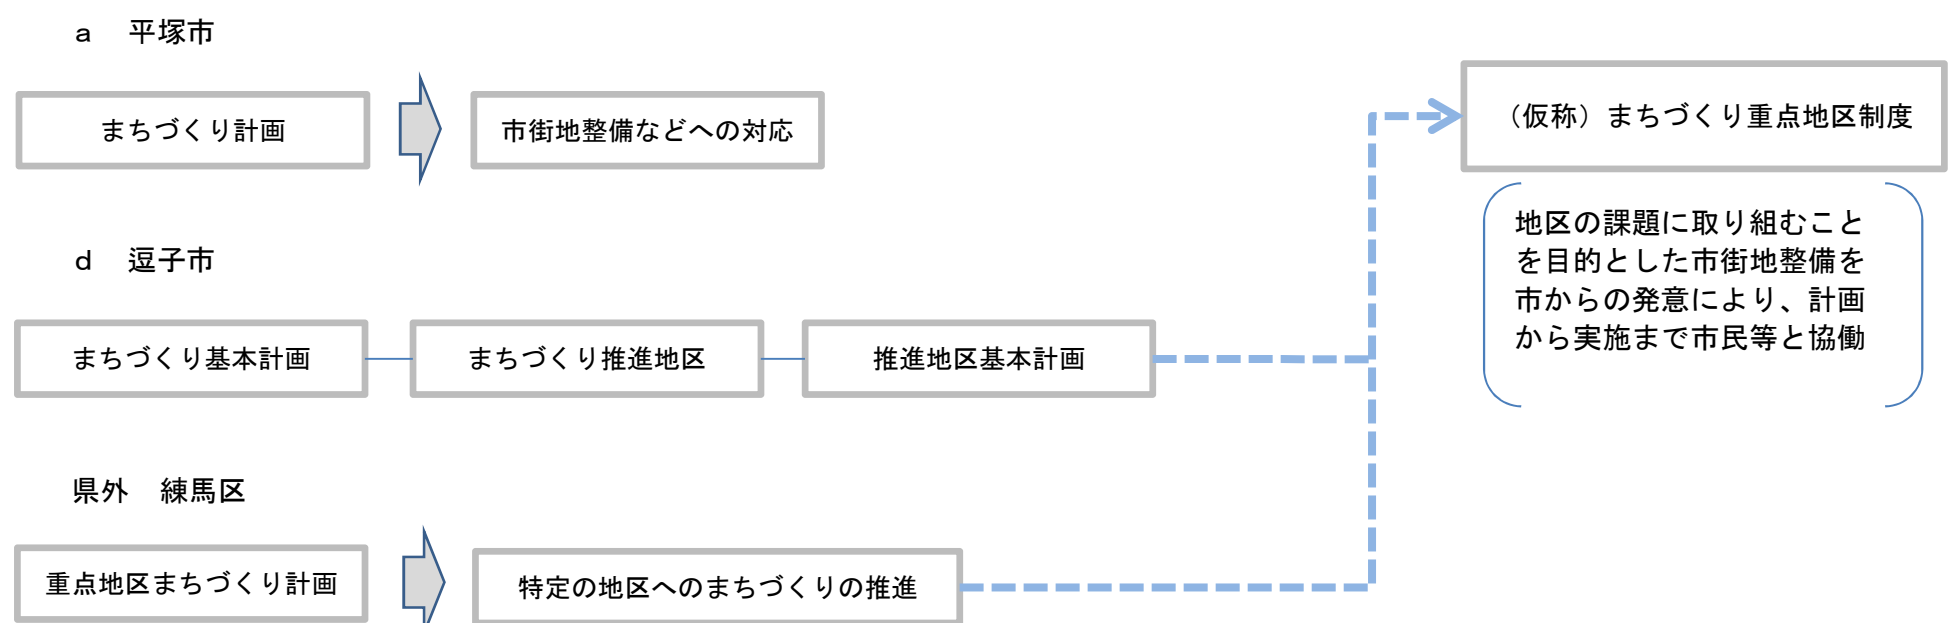 ａ　平塚市
まちづくり計画
市街地整備などへの対応
（仮称）まちづくり重点地区制度
地区の課題に取り組むこと
を目的とした市街地整備を
市からの発意により、計画
から実施まで市民等と協働
ｄ　逗子市
まちづくり基本計画
まちづくり推進地区
推進地区基本計画
県外　練馬区
重点地区まちづくり計画
特定の地区へのまちづくりの推進